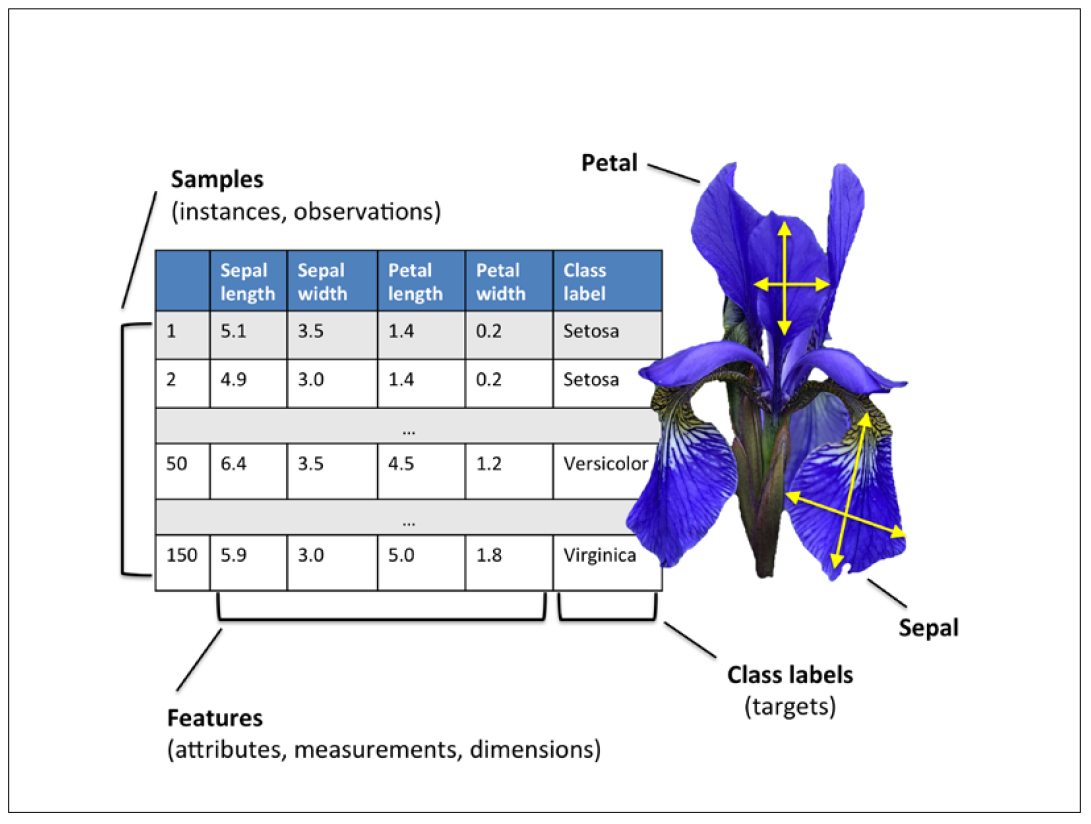 Samples
(instances, observations)
Petal
Sepal length Sepal width Petal length Petal width Class label
1 5.1 3.5 1.4 0.2 Setosa
2 4.9 3.0 1.4 0.2 Setosa
...
50 6.4 3.5 4.5 1.2 Versicolor
...
150 5.9 3.0 5.0 1.8 Virginica
Sepal
Class labels
(targets)
Features
(attributes, measurements, dimensions)